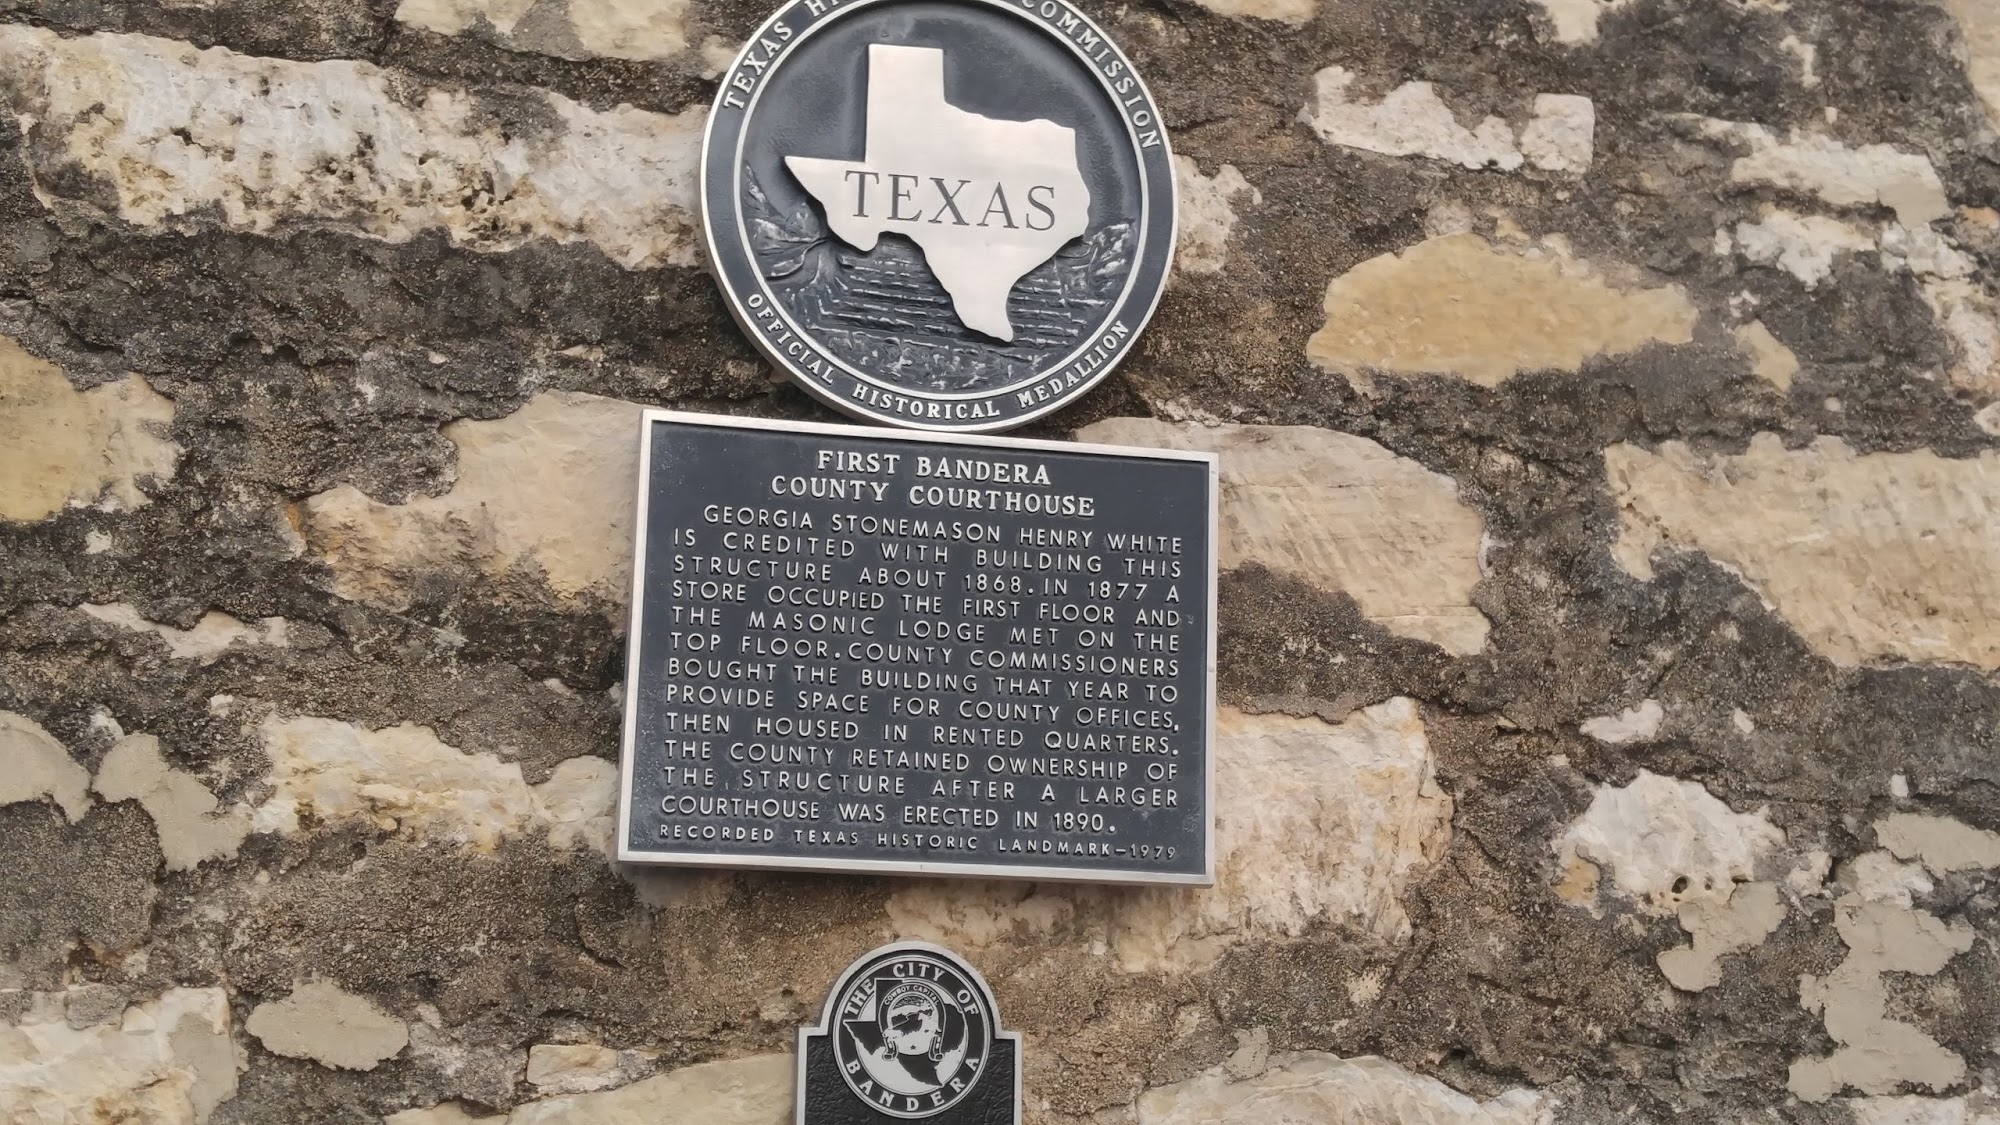 TEXAS COMMISSION
TEXAS
OFFICIAL HISTORICAL MEDALLION
FIRST BANDERA
COUNTY COURTHOUSE
GEORGIA STONEMASON HENRY WHITE
IS CREDITED WITH BUILDING THIS
STRUCTURE ABOUT 1868. IN 1877 A
STORE OCCUPIED THE FIRST FLOOR AND
THE MASONIC LODGE MET ON THE
TOP FLOOR. COUNTY COMMISSIONERS
BOUGHT THE BUILDING THAT YEAR TO
PROVIDE SPACE FOR COUNTY OFFICES,
THEN HOUSED IN RENTED QUARTERS.
THE COUNTY RETAINED OWNERSHIP OF
THE STRUCTURE AFTER A LARGER
COURTHOUSE WAS ERECTED IN 1890.
RECORDED TEXAS HISTORIC LANDMARK-1979
THE CITY OF
COWBOY CAPITAL
BANDERA